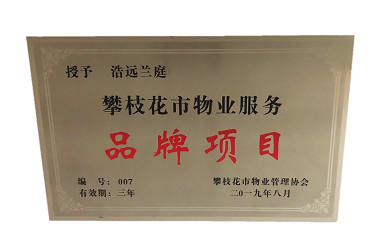 授予 浩远兰庭
攀枝花市物业服务
品牌项目
编 号：007 攀枝花市物业管理协会
有效期：三年 二0一九年八月